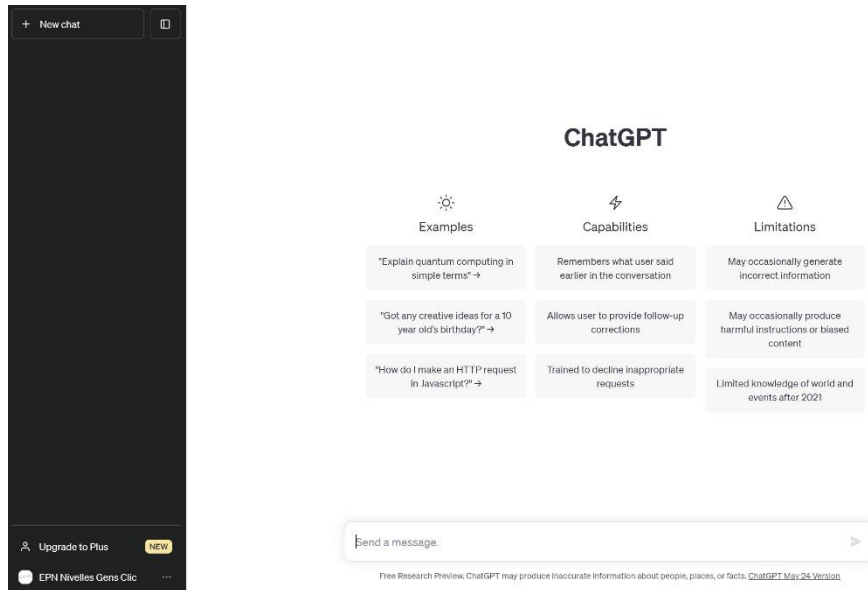 + New chat
ChatGPT
Examples
"Explain quantum computing in
simple terms" →
"Got any creative ideas for a 10
year old's birthday?" →
"How do I make an HTTP request
in Javascript?" →
Capabilities
Remembers what user said
earlier in the conversation
Allows user to provide follow-up
corrections
Trained to decline inappropriate
requests
Limitations
May occasionally generate
incorrect information
May occasionally produce
harmful instructions or biased
content
Limited knowledge of world and
events after 2021
Upgrade to Plus NEW
EPN Nivelles Gens Clic ...
Send a message.
Free Research Preview. ChatGPT may produce inaccurate information about people, places, or facts. ChatGPT May 24 Version